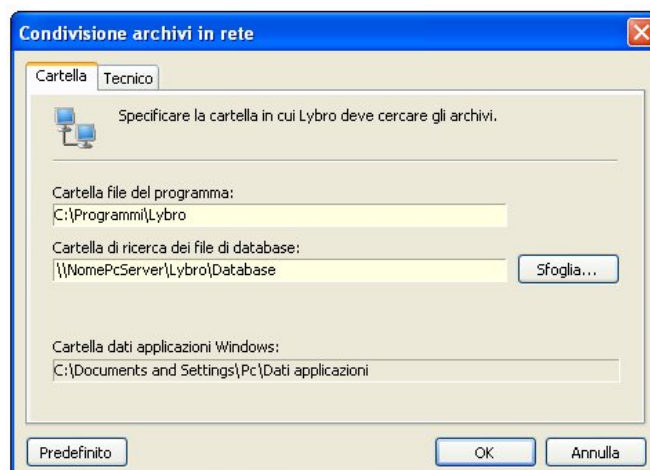 Condivisione archivi in rete
Cartella
Tecnico
Specificare la cartella in cui Lybro deve cercare gli archivi.
Cartella file del programma:
C:\Programmi\Lybro
Cartella di ricerca dei file di database:
\\NomePcServer\Lybro\Database
Sfoglia...
Cartella dati applicazioni Windows:
C:\Documents and Settings\Pc\Dati applicazioni
Predefinito
OK
Annulla